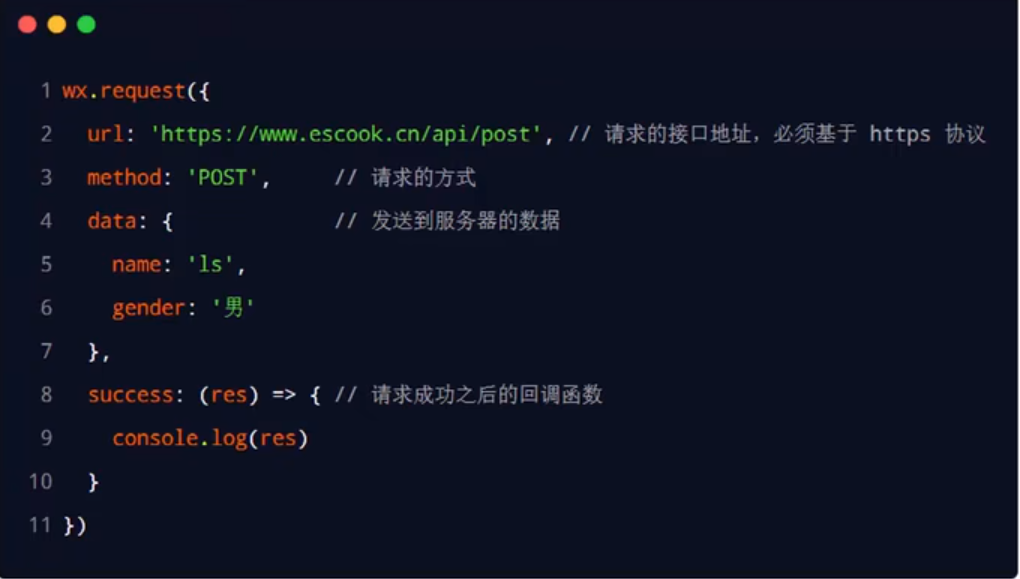 1 wx.request({
2   url: 'https://www.escook.cn/api/post', // 请求的接口地址，必须基于 https 协议
3   method: 'POST',     // 请求的方式
4   data: {             // 发送到服务器的数据
5     name: 'ls',
6     gender: '男'
7   },
8   success: (res) => { // 请求成功之后的回调函数
9     console.log(res)
10   }
11 })